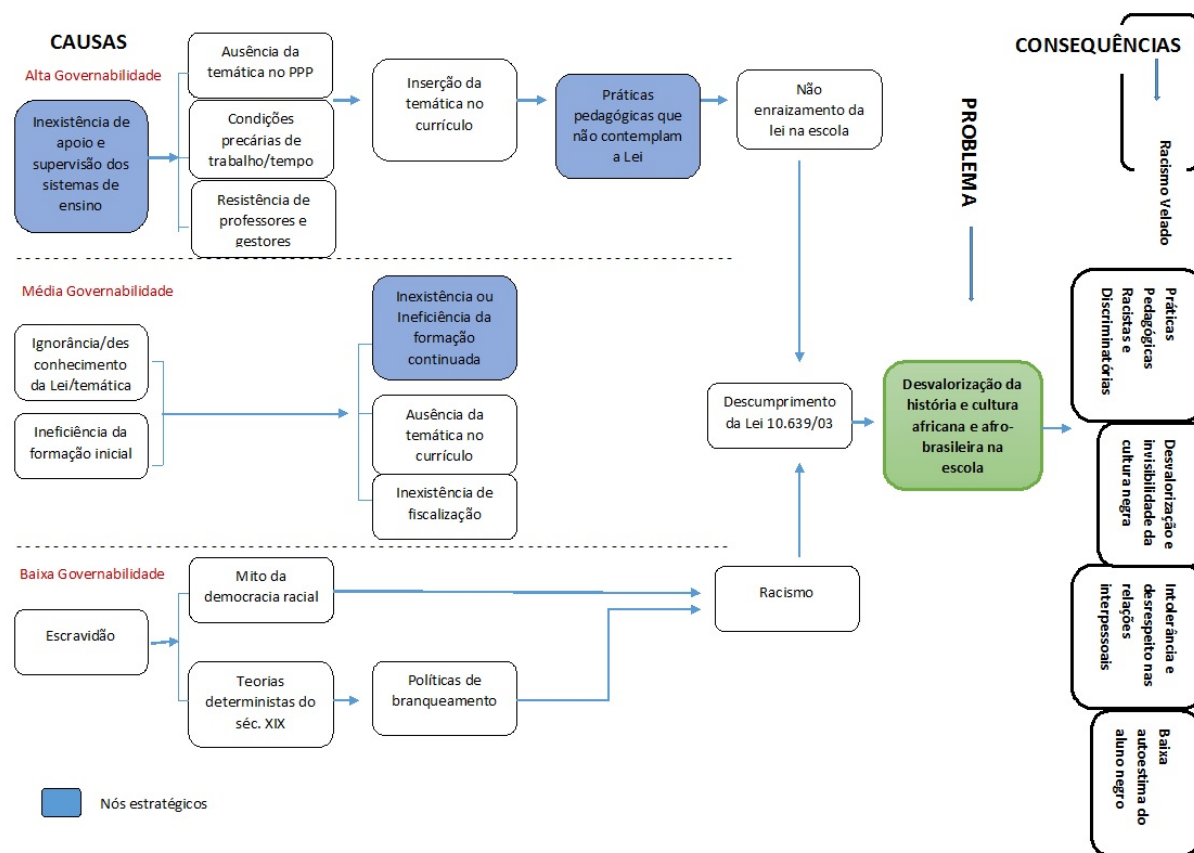 CAUSAS
CONSEQUÊNCIAS
Alta Governabilidade
Inexistência de
apoio e
supervisão dos
sistemas de
ensino
Ausência da
temática no PPP
Condições
precárias de
trabalho/tempo
Resistência de
professores e
gestores
Inserção da
temática no
currículo
Práticas
pedagógicas que
não contemplam
a Lei
Não
enraizamento da
lei na escola
PROBLEMA
Racismo Velado
Média Governabilidade
Ignorância/des
conhecimento
da Lei/temática
Ineficiência da
formação inicial
Inexistência ou
Ineficiência da
formação
continuada
Ausência da
temática no
currículo
Inexistência de
fiscalização
Descumprimento
da Lei 10.639/03
Desvalorização da
história e cultura
africana e afro-
brasileira na
escola
Práticas
Pedagógicas
Racistas e
Discriminatórias
Desvalorização e
invisibilidade da
cultura negra
Intolerância e
desrespeito nas
relações
interpessoais
Baixa
autoestima do
aluno negro
Baixa Governabilidade
Escravidão
Mito da
democracia racial
Teorias
deterministas do
séc. XIX
Políticas de
branqueamento
Racismo
Nós estratégicos